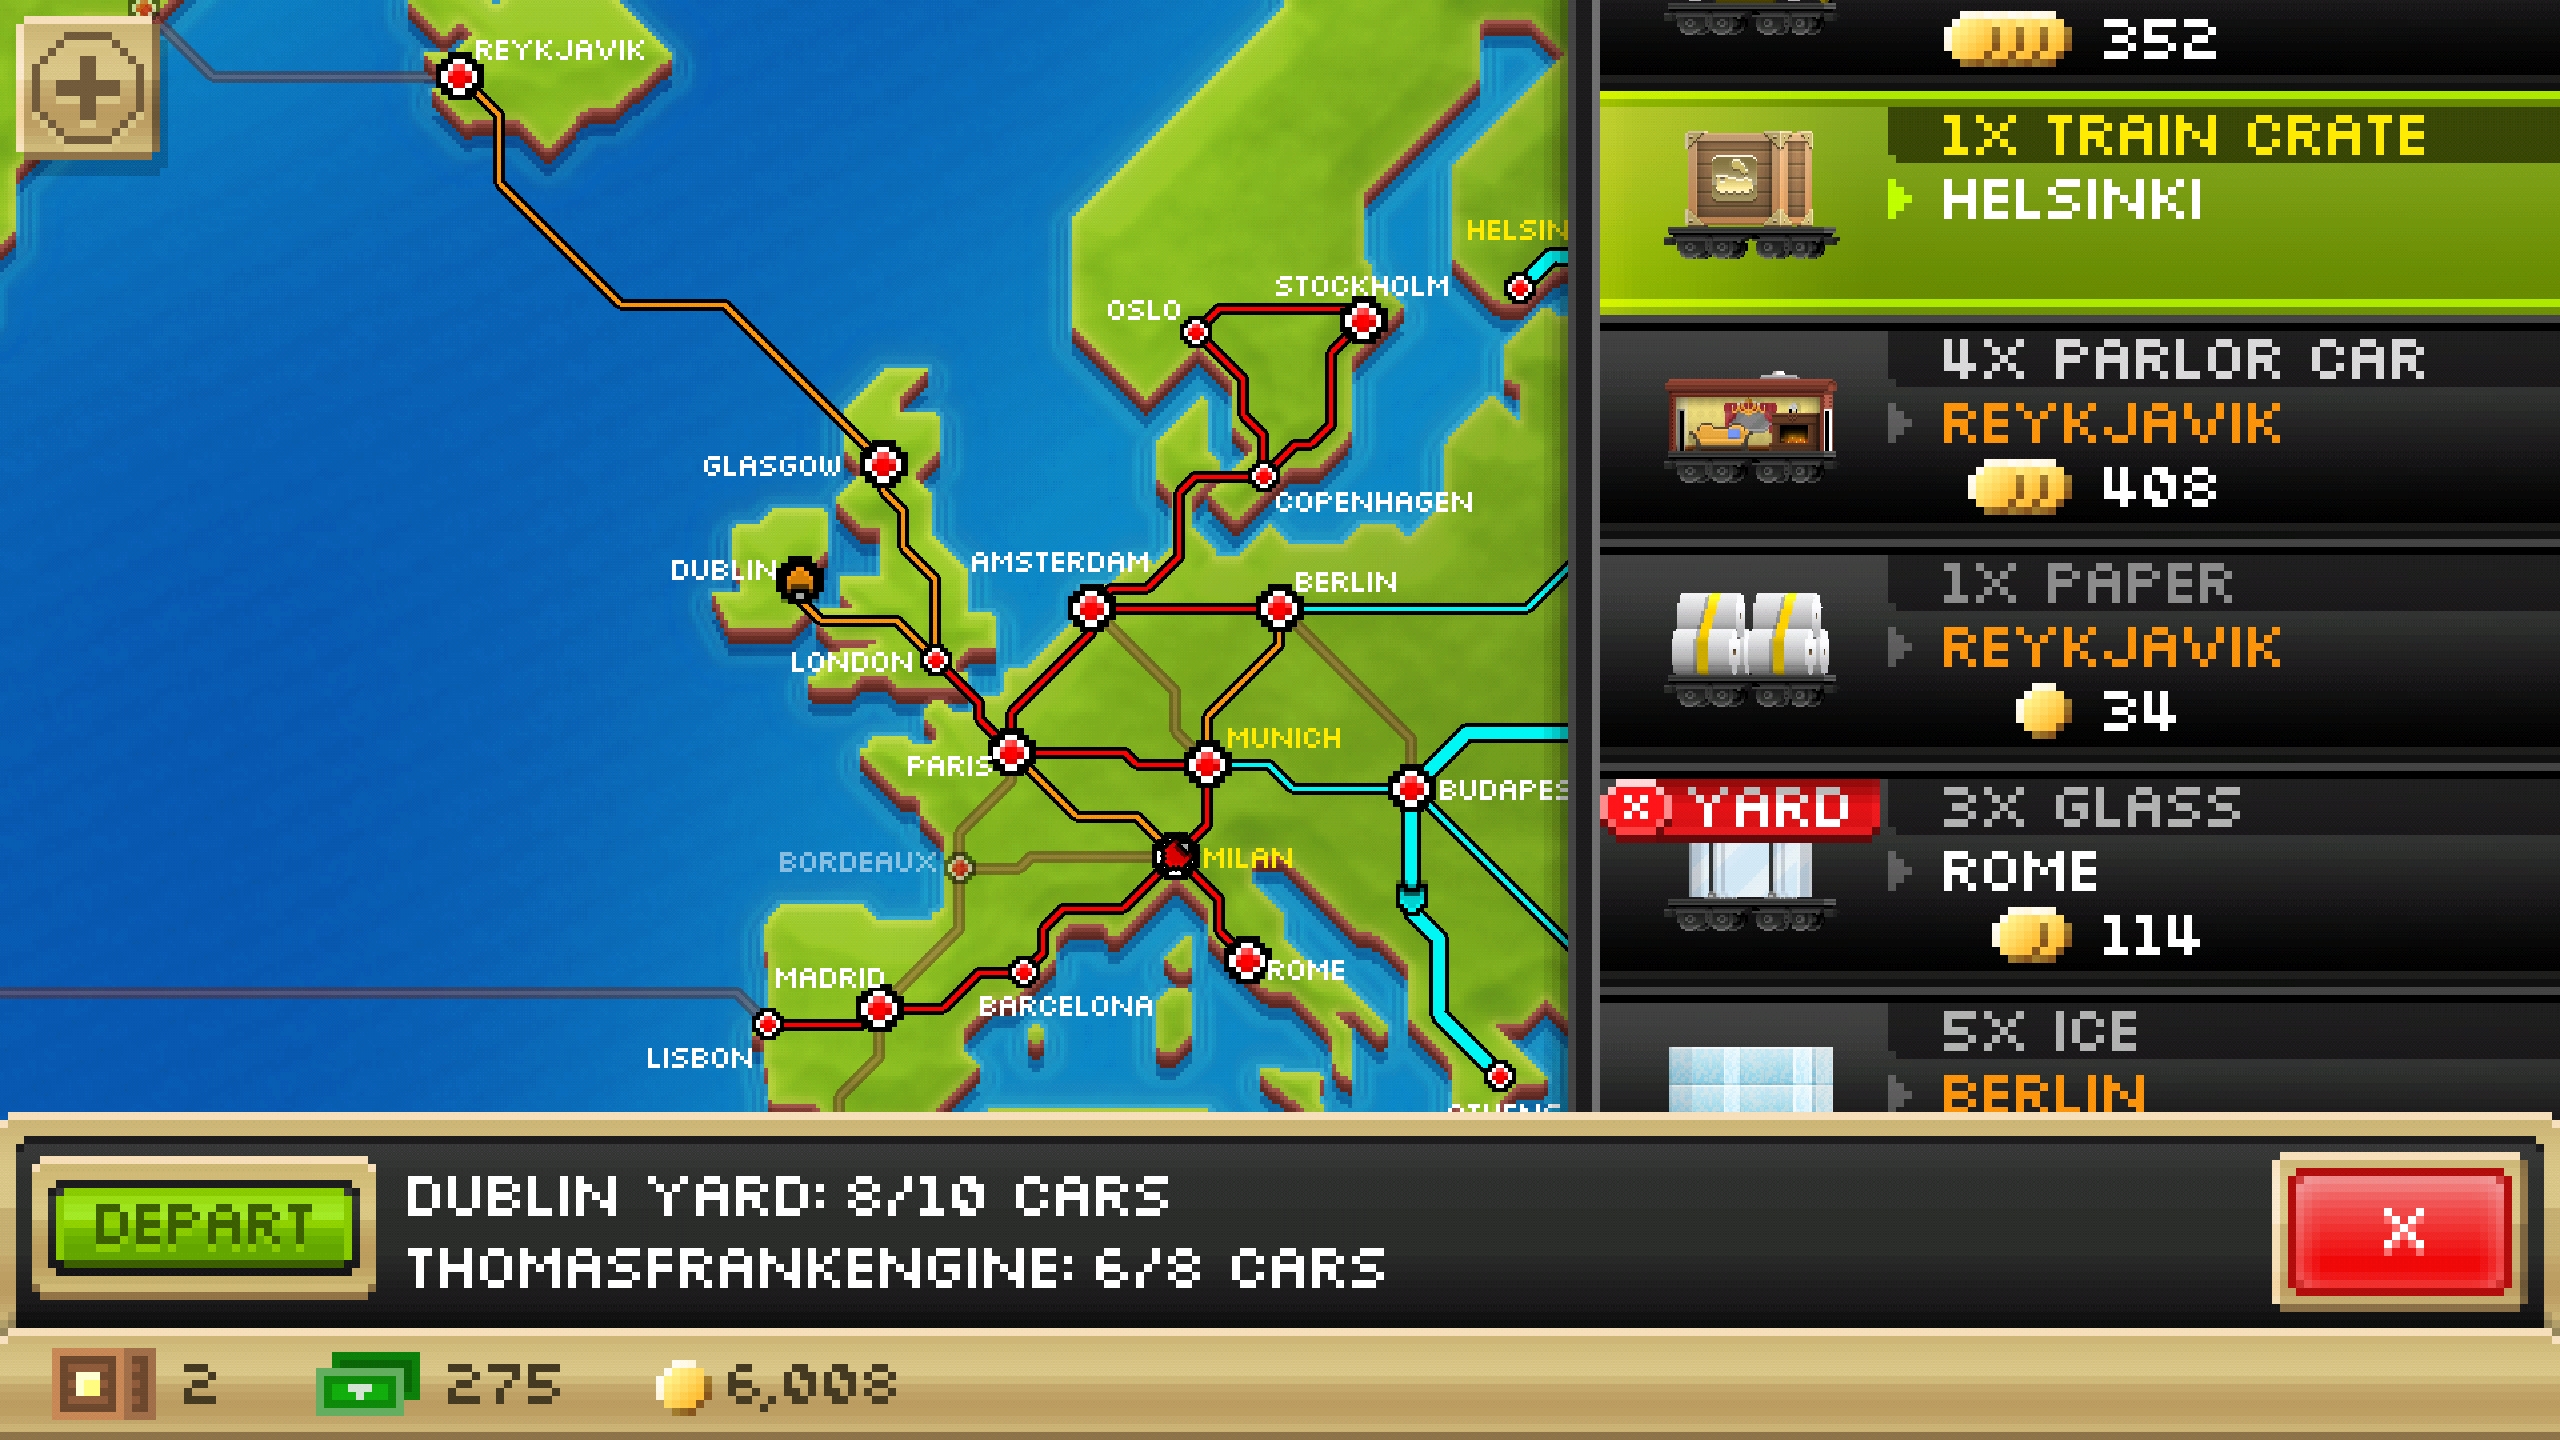 REYKJAVIK
HELSIN
STOCKHOLM
OSLO
GLASGOW
COPENHAGEN
DUBLIN
AMSTERDAM
BERLIN
LONDON
MUNICH
PARIS
BUDAPES
MILAN
BORDEAUX
MADRID
ROME
BARCELONA
LISBON
ATHENS
352
1X TRAIN CRATE
HELSINKI
4X PARLOR CAR
REYKJAVIK
408
1X PAPER
REYKJAVIK
34
X YARD
3X GLASS
ROME
114
5X ICE
BERLIN
DEPART
DUBLIN YARD: 8/10 CARS
THOMASFRANKENGINE: 6/8 CARS
X
2
275
6,008